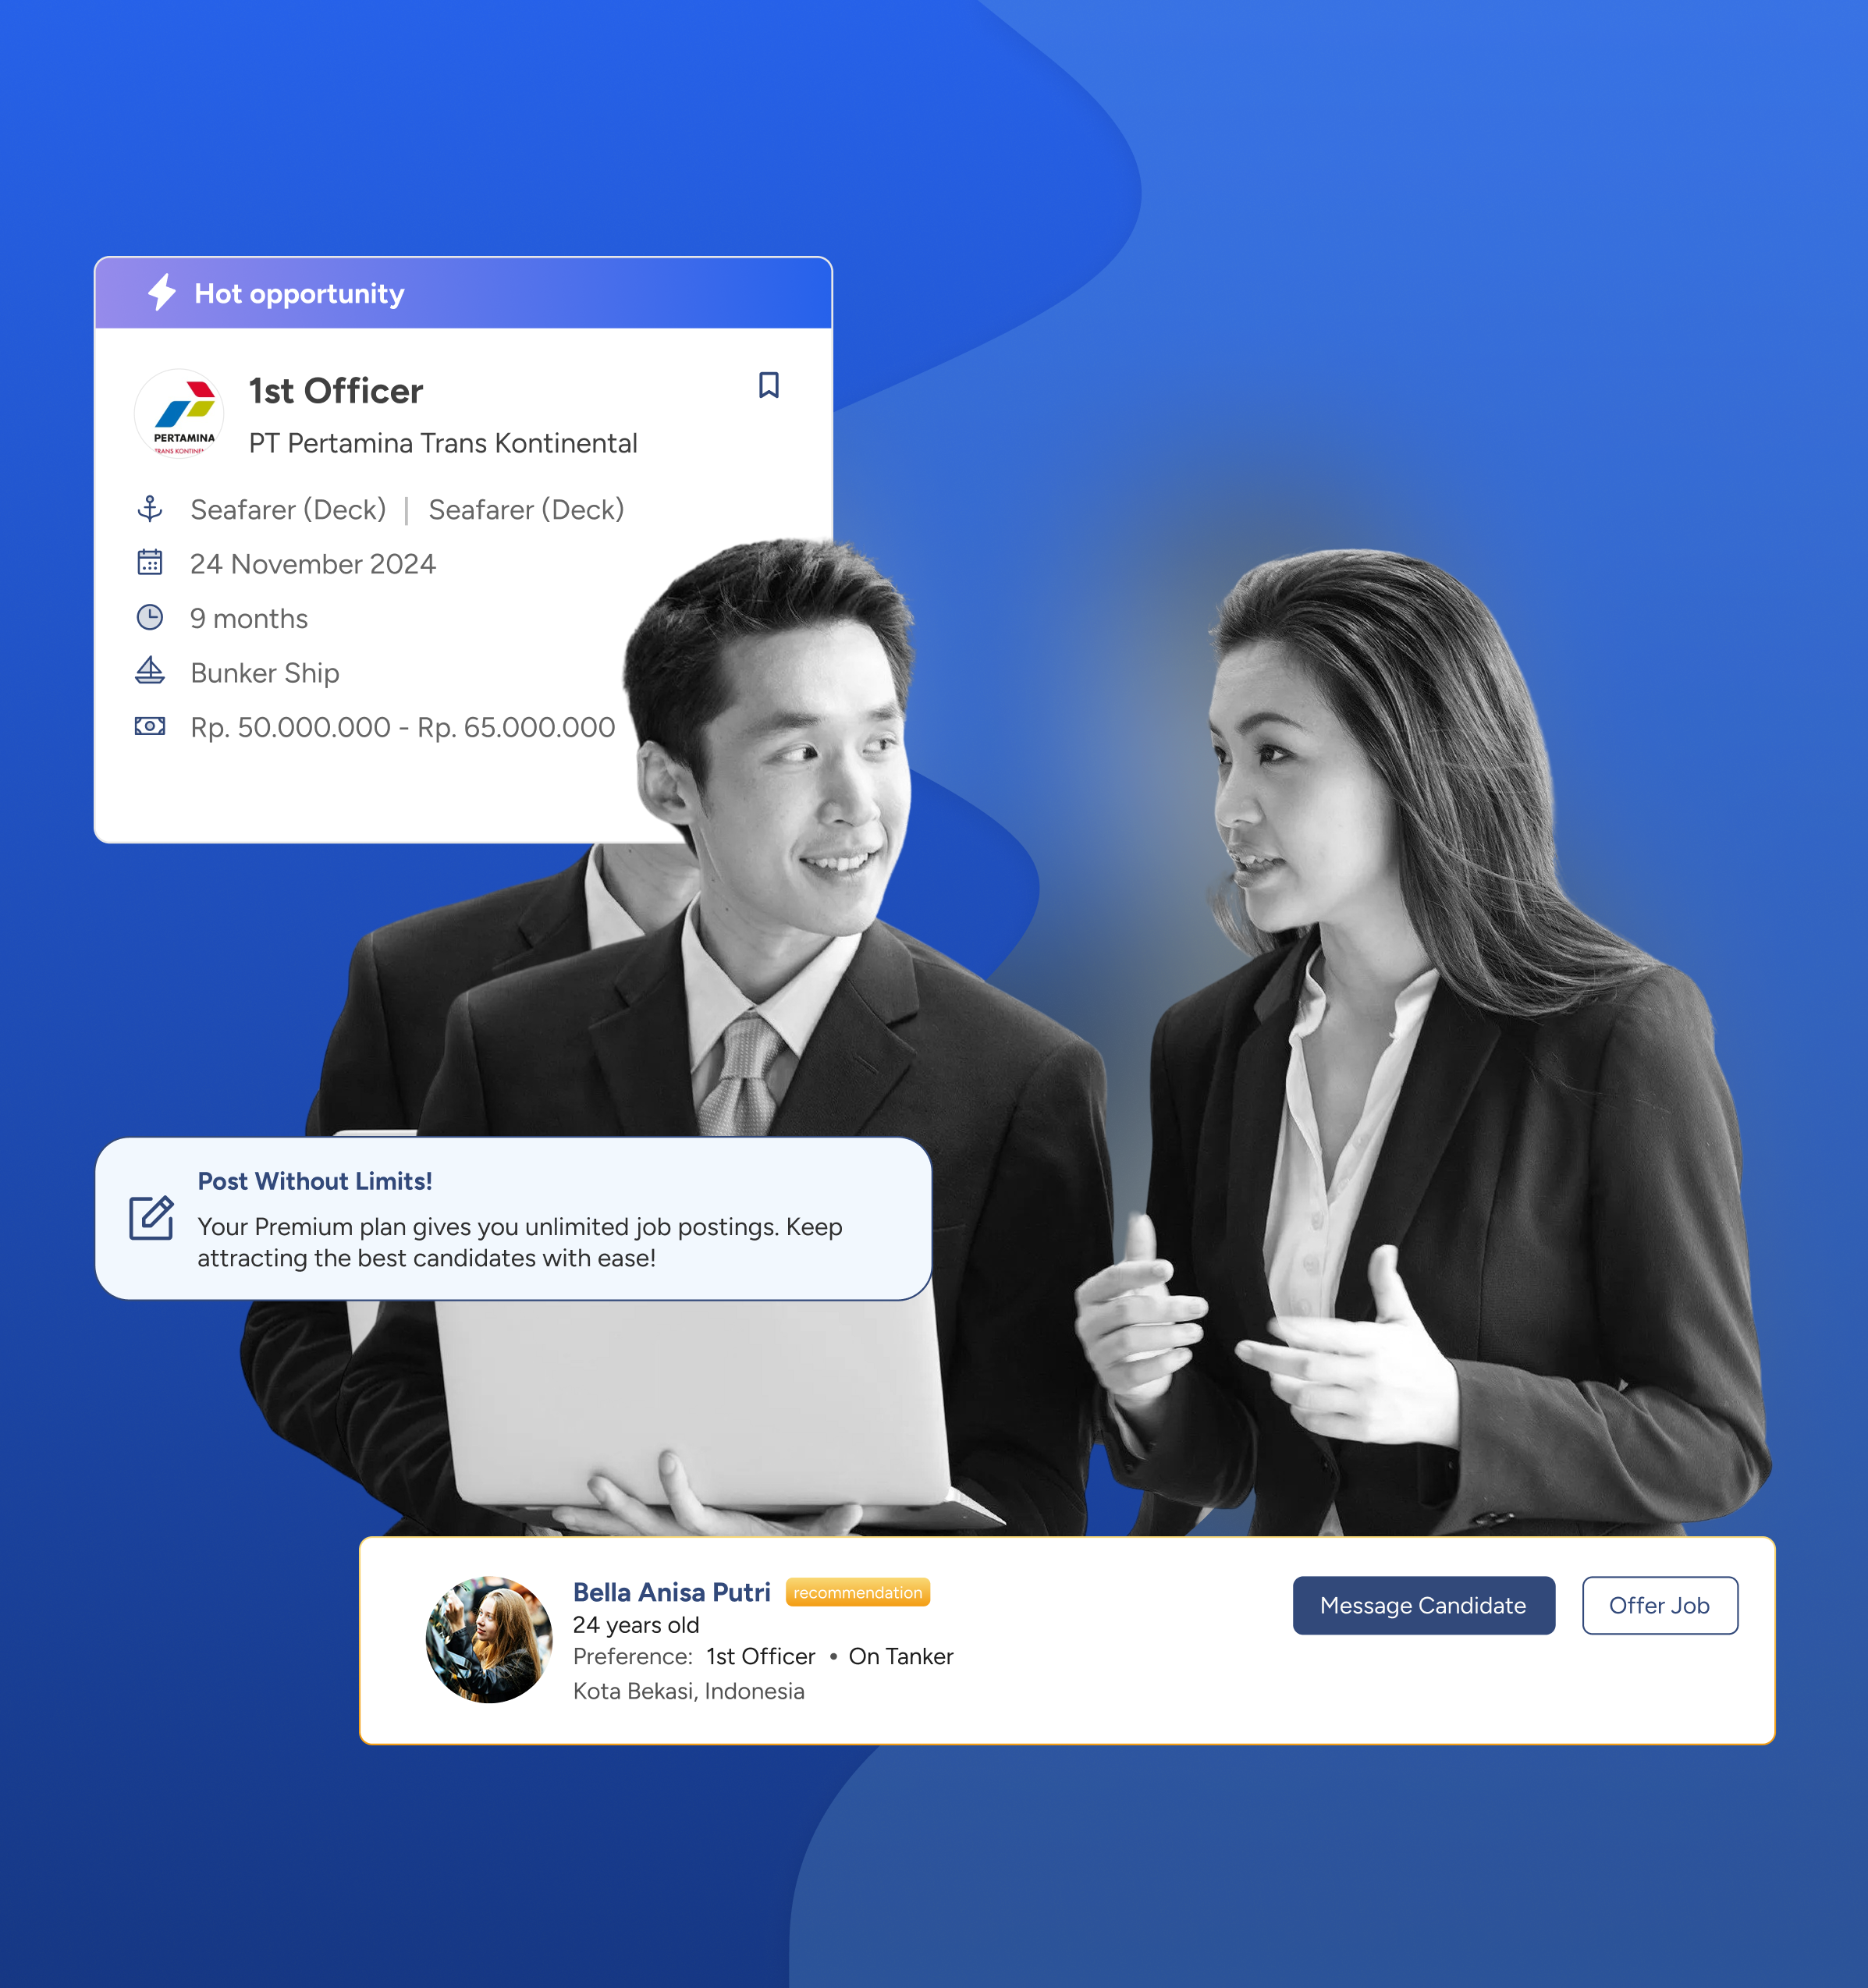 Hot opportunity
1st Officer
PERTAMINA
TRANS KONTINEN
PT Pertamina Trans Kontinental
Seafarer (Deck) | Seafarer (Deck)
24 November 2024
9 months
Bunker Ship
Rp. 50.000.000 - Rp. 65.000.000
Post Without Limits!
Your Premium plan gives you unlimited job postings. Keep
attracting the best candidates with ease!
Bella Anisa Putri recommendation
24 years old
Preference: 1st Officer • On Tanker
Kota Bekasi, Indonesia
Message Candidate
Offer Job